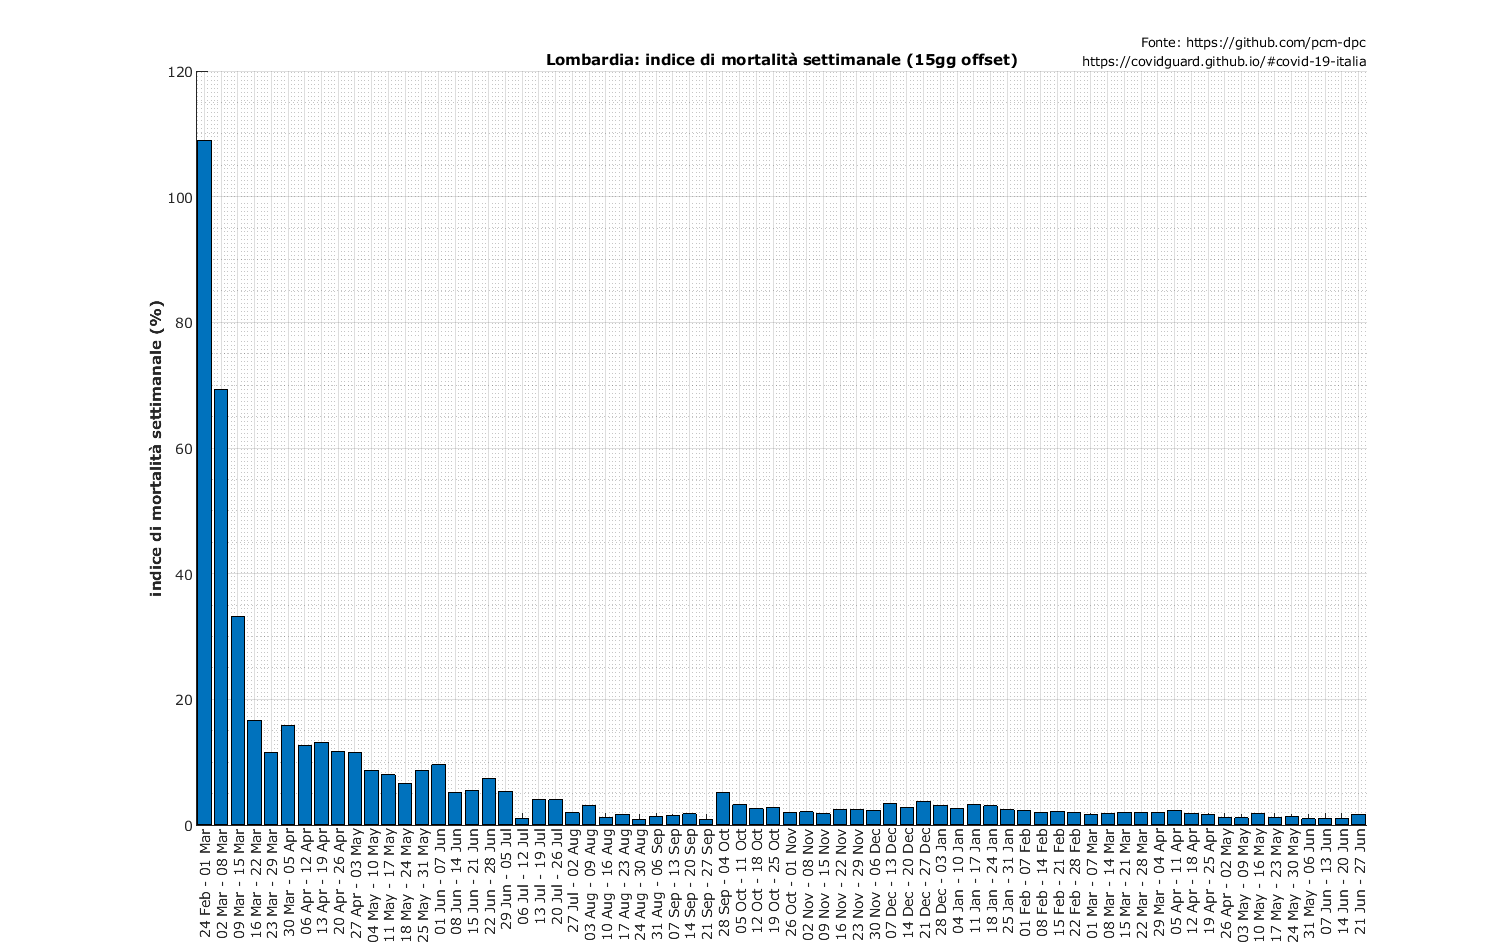 Fonte: https://github.com/pcm-dpc
Lombardia: indice di mortalità settimanale (15gg offset)
https://covidguard.github.io/#covid-19-italia
indice di mortalità settimanale (%)
120
100
80
60
40
20
0
24 Feb - 01 Mar
02 Mar - 08 Mar
09 Mar - 15 Mar
16 Mar - 22 Mar
23 Mar - 29 Mar
30 Mar - 05 Apr
06 Apr - 12 Apr
13 Apr - 19 Apr
20 Apr - 26 Apr
27 Apr - 03 May
04 May - 10 May
11 May - 17 May
18 May - 24 May
25 May - 31 May
01 Jun - 07 Jun
08 Jun - 14 Jun
15 Jun - 21 Jun
22 Jun - 28 Jun
29 Jun - 05 Jul
06 Jul - 12 Jul
13 Jul - 19 Jul
20 Jul - 26 Jul
27 Jul - 02 Aug
03 Aug - 09 Aug
10 Aug - 16 Aug
17 Aug - 23 Aug
24 Aug - 30 Aug
31 Aug - 06 Sep
07 Sep - 13 Sep
14 Sep - 20 Sep
21 Sep - 27 Sep
28 Sep - 04 Oct
05 Oct - 11 Oct
12 Oct - 18 Oct
19 Oct - 25 Oct
26 Oct - 01 Nov
02 Nov - 08 Nov
09 Nov - 15 Nov
16 Nov - 22 Nov
23 Nov - 29 Nov
30 Nov - 06 Dec
07 Dec - 13 Dec
14 Dec - 20 Dec
21 Dec - 27 Dec
28 Dec - 03 Jan
04 Jan - 10 Jan
11 Jan - 17 Jan
18 Jan - 24 Jan
25 Jan - 31 Jan
01 Feb - 07 Feb
08 Feb - 14 Feb
15 Feb - 21 Feb
22 Feb - 28 Feb
01 Mar - 07 Mar
08 Mar - 14 Mar
15 Mar - 21 Mar
22 Mar - 28 Mar
29 Mar - 04 Apr
05 Apr - 11 Apr
12 Apr - 18 Apr
19 Apr - 25 Apr
26 Apr - 02 May
03 May - 09 May
10 May - 16 May
17 May - 23 May
24 May - 30 May
31 May - 06 Jun
07 Jun - 13 Jun
14 Jun - 20 Jun
21 Jun - 27 Jun